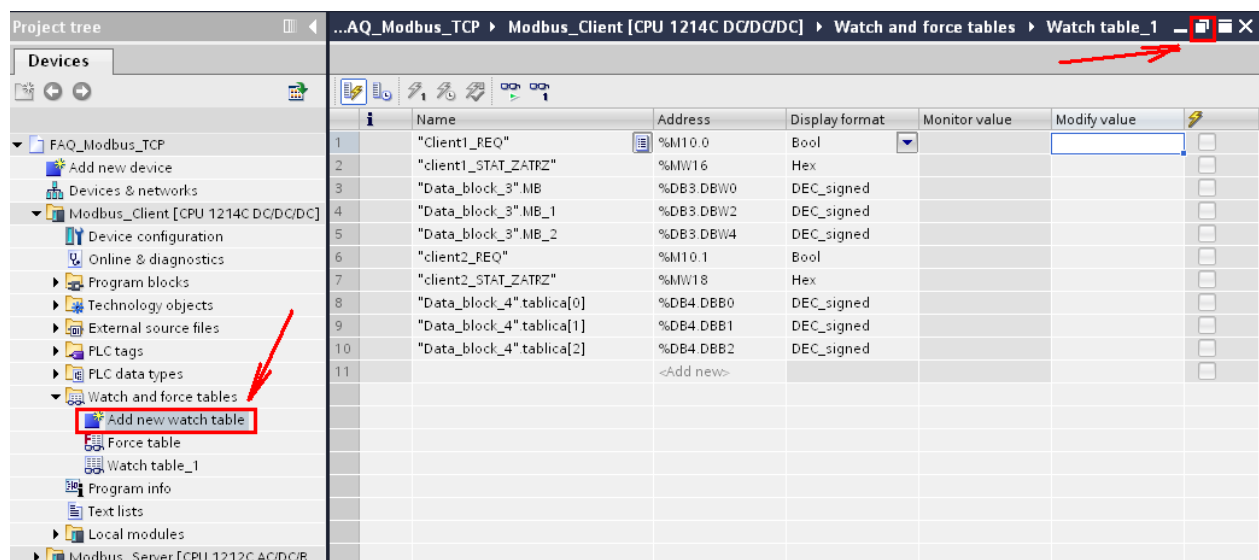 Project tree
...AQ_Modbus_TCP ▸ Modbus_Client [CPU 1214C DC/DC/DC] ▸ Watch and force tables ▸ Watch table_1
Devices
i Name Address Display format Monitor value Modify value
1 "Client1_REQ" %M10.0 Bool
2 "client1_STAT_ZATRZ" %MW16 Hex
3 "Data_block_3".MB %DB3.DBW0 DEC_signed
4 "Data_block_3".MB_1 %DB3.DBW2 DEC_signed
5 "Data_block_3".MB_2 %DB3.DBW4 DEC_signed
6 "client2_REQ" %M10.1 Bool
7 "client2_STAT_ZATRZ" %MW18 Hex
8 "Data_block_4".tablica[0] %DB4.DBB0 DEC_signed
9 "Data_block_4".tablica[1] %DB4.DBB1 DEC_signed
10 "Data_block_4".tablica[2] %DB4.DBB2 DEC_signed
11 <Add new>
FAQ_Modbus_TCP
Add new device
Devices & networks
Modbus_Client [CPU 1214C DC/DC/DC]
Device configuration
Online & diagnostics
Program blocks
Technology objects
External source files
PLC tags
PLC data types
Watch and force tables
Add new watch table
Force table
Watch table_1
Program info
Text lists
Local modules
Modbus_Server [CPU 1212C AC/DC/R